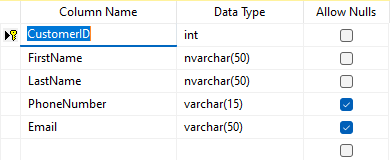 Column Name Data Type Allow Nulls
CustomerID int
FirstName nvarchar(50)
LastName nvarchar(50)
PhoneNumber varchar(15)
Email varchar(50)